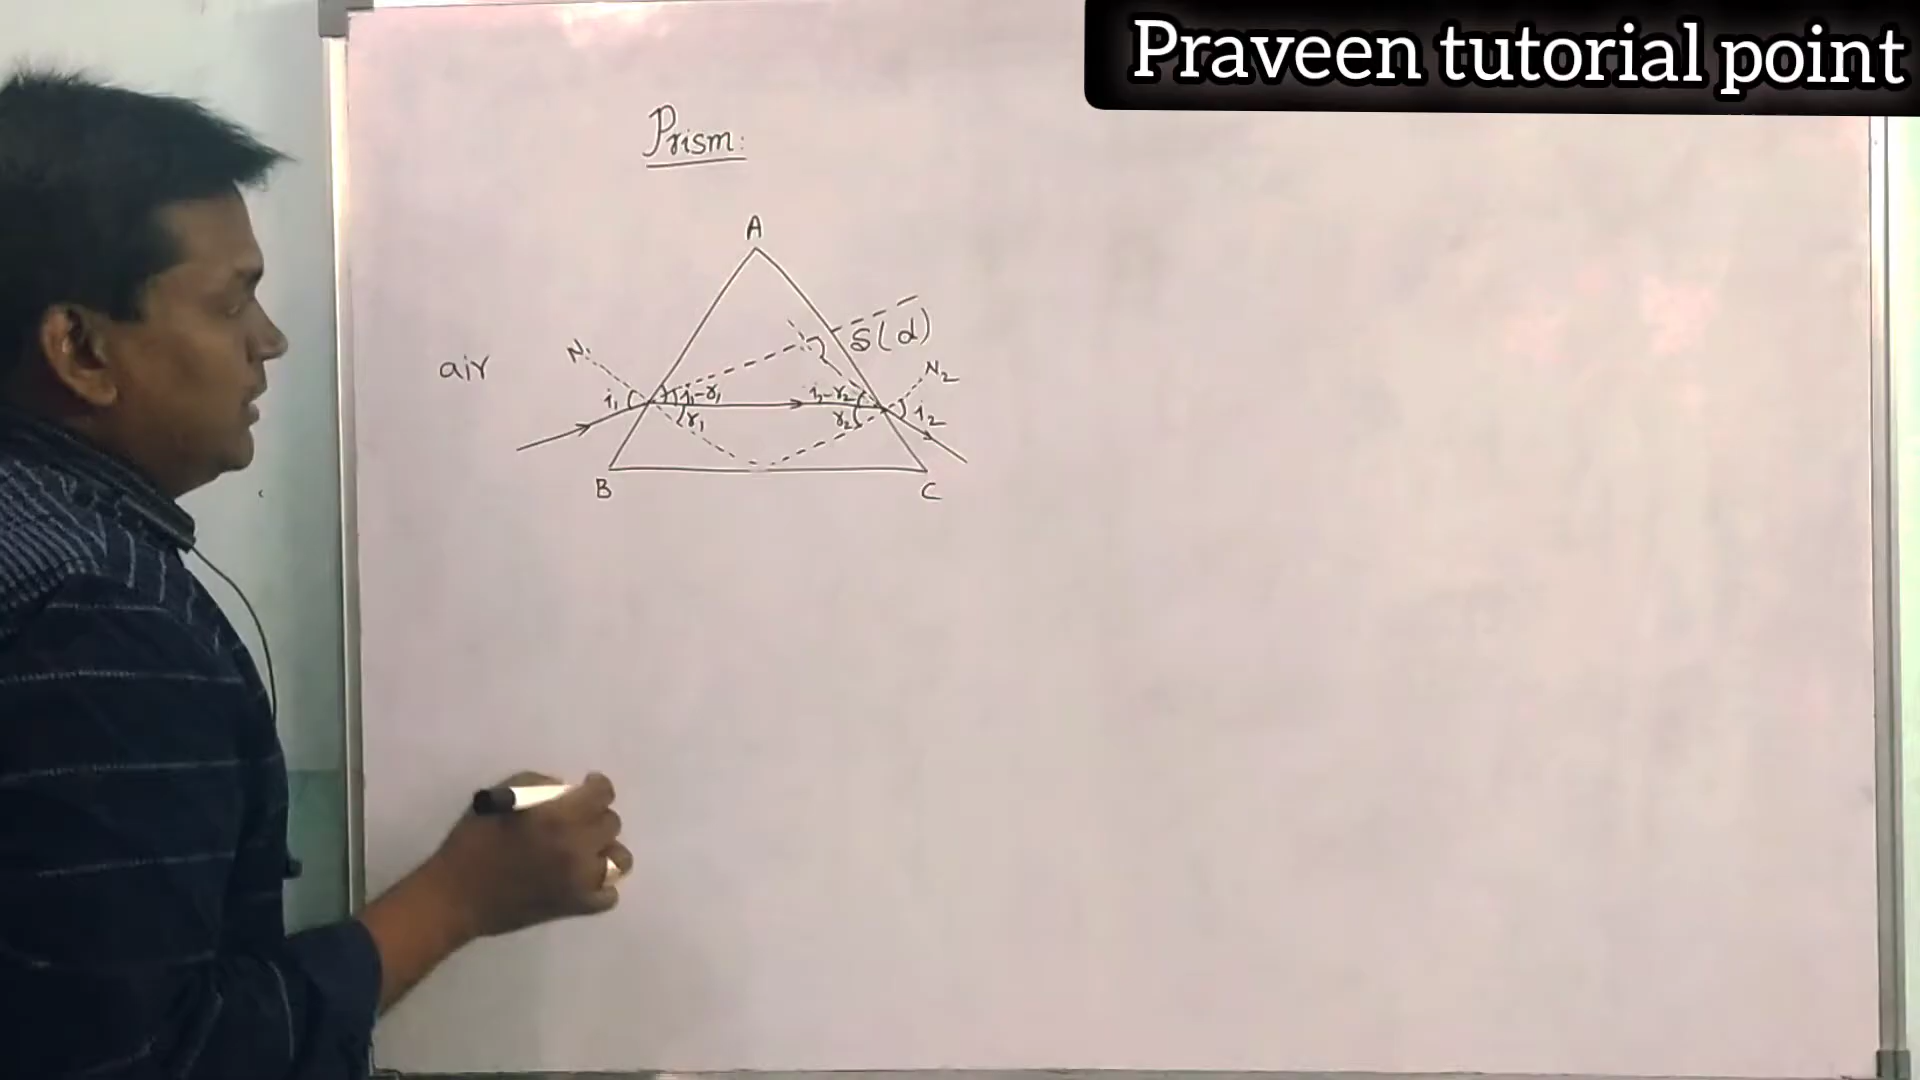 Praveen tutorial point
Prism:
A
δ(d)
air
N₁
N₂
i₁
i₁-r₁
i₂-r₂
i₂
r₁
r₂
B
C